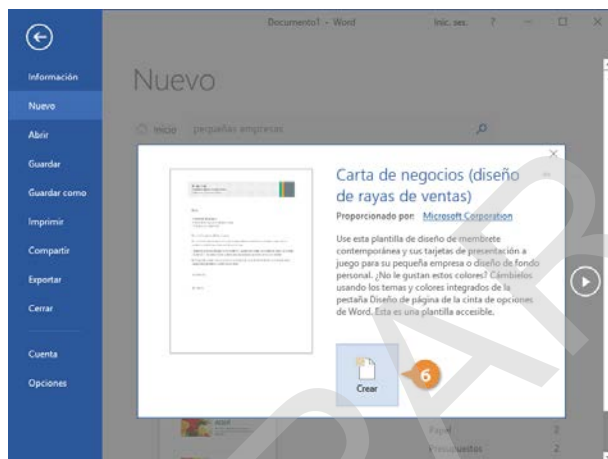 Documento1 - Word
Inic. ses.
?
Información
Nuevo
Abrir
Guardar
Guardar como
Imprimir
Compartir
Exportar
Cerrar
Cuenta
Opciones
Nuevo
Inicio
pequeñas empresas
Carta de negocios (diseño
de rayas de ventas)
Proporcionado por: Microsoft Corporation
Use esta plantilla de diseño de membrete
contemporánea y sus tarjetas de presentación a
juego para su pequeña empresa o diseño de fondo
personal. ¿No le gustan estos colores? Cámbielos
usando los temas y colores integrados de la
pestaña Diseño de página de la cinta de opciones
de Word. Esta es una plantilla accesible.
Crear
6
Papel 2
Presupuestos 2